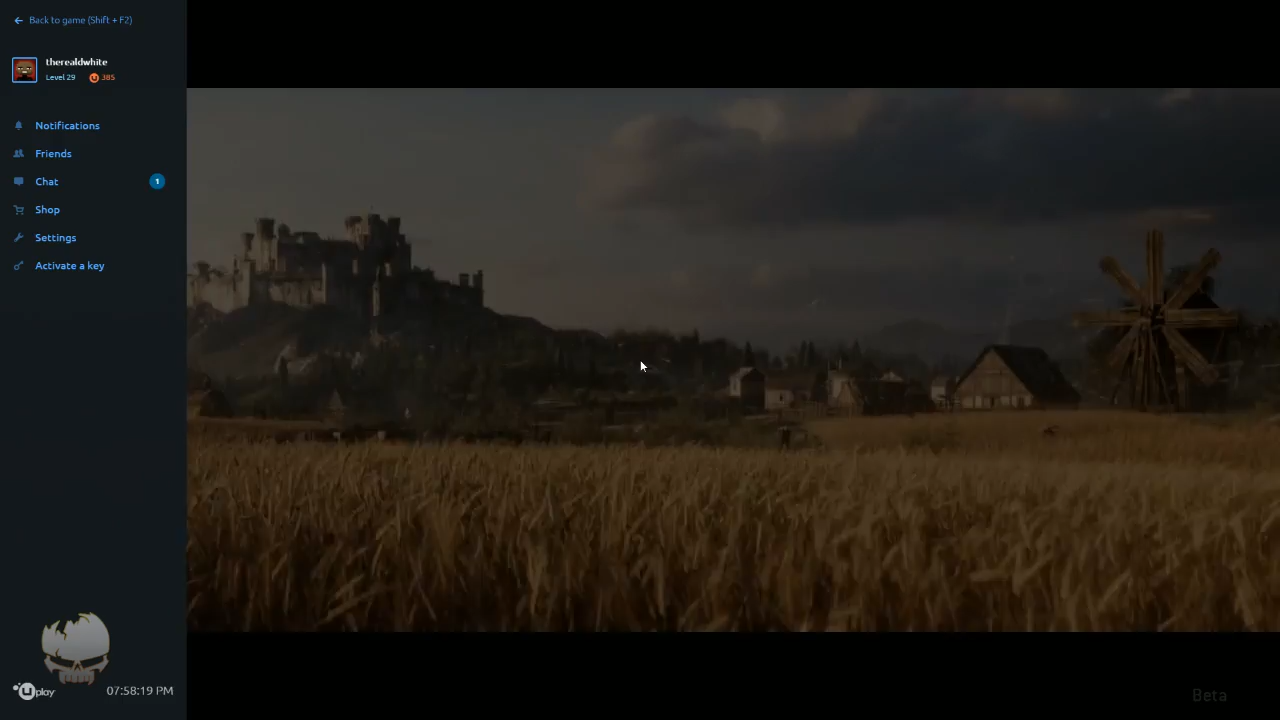 Back to game (Shift + F2)
therealdwhite
Level 29 385
Notifications
Friends
Chat 1
Shop
Settings
Activate a key
uplay 07:58:19 PM
Beta